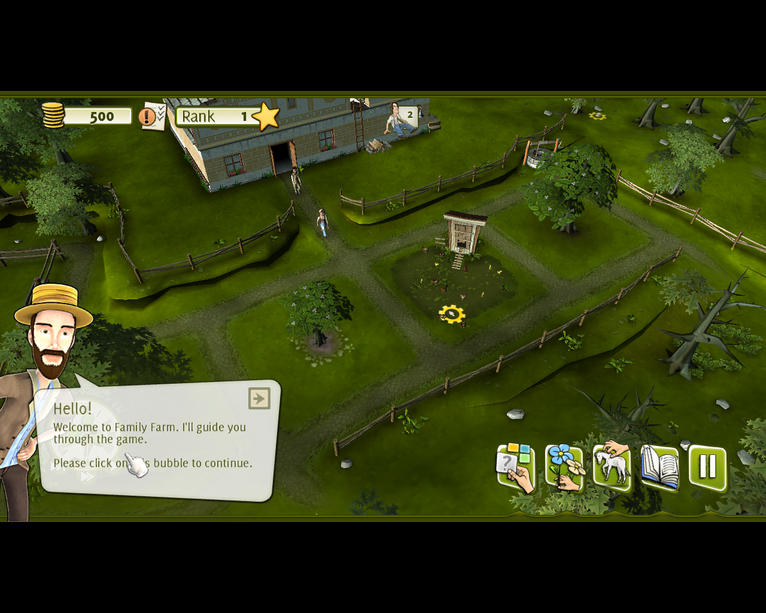 500
Rank 1
2
Hello!
Welcome to Family Farm. I'll guide you
through the game.
Please click on s bubble to continue.
?